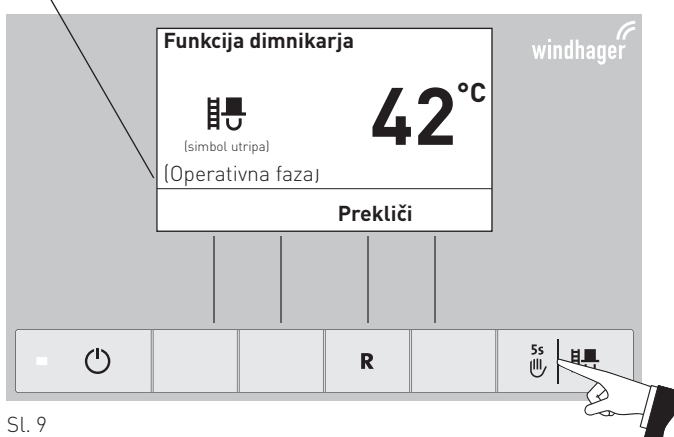 Funkcija dimnikarja
windhager
42°C
(simbol utripa)
(Operativna faza)
Prekliči
R
5s
Sl. 9